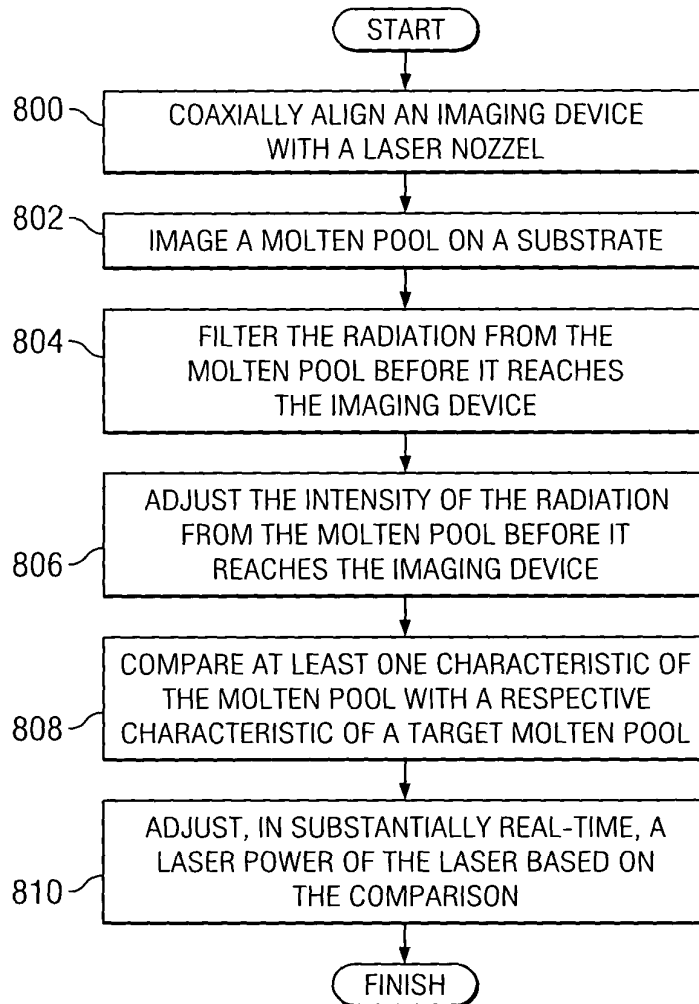 START
800
COAXIALLY ALIGN AN IMAGING DEVICE
WITH A LASER NOZZEL
802
IMAGE A MOLTEN POOL ON A SUBSTRATE
804
FILTER THE RADIATION FROM THE
MOLTEN POOL BEFORE IT REACHES
THE IMAGING DEVICE
806
ADJUST THE INTENSITY OF THE RADIATION
FROM THE MOLTEN POOL BEFORE IT
REACHES THE IMAGING DEVICE
808
COMPARE AT LEAST ONE CHARACTERISTIC OF
THE MOLTEN POOL WITH A RESPECTIVE
CHARACTERISTIC OF A TARGET MOLTEN POOL
810
ADJUST, IN SUBSTANTIALLY REAL-TIME, A
LASER POWER OF THE LASER BASED ON
THE COMPARISON
FINISH